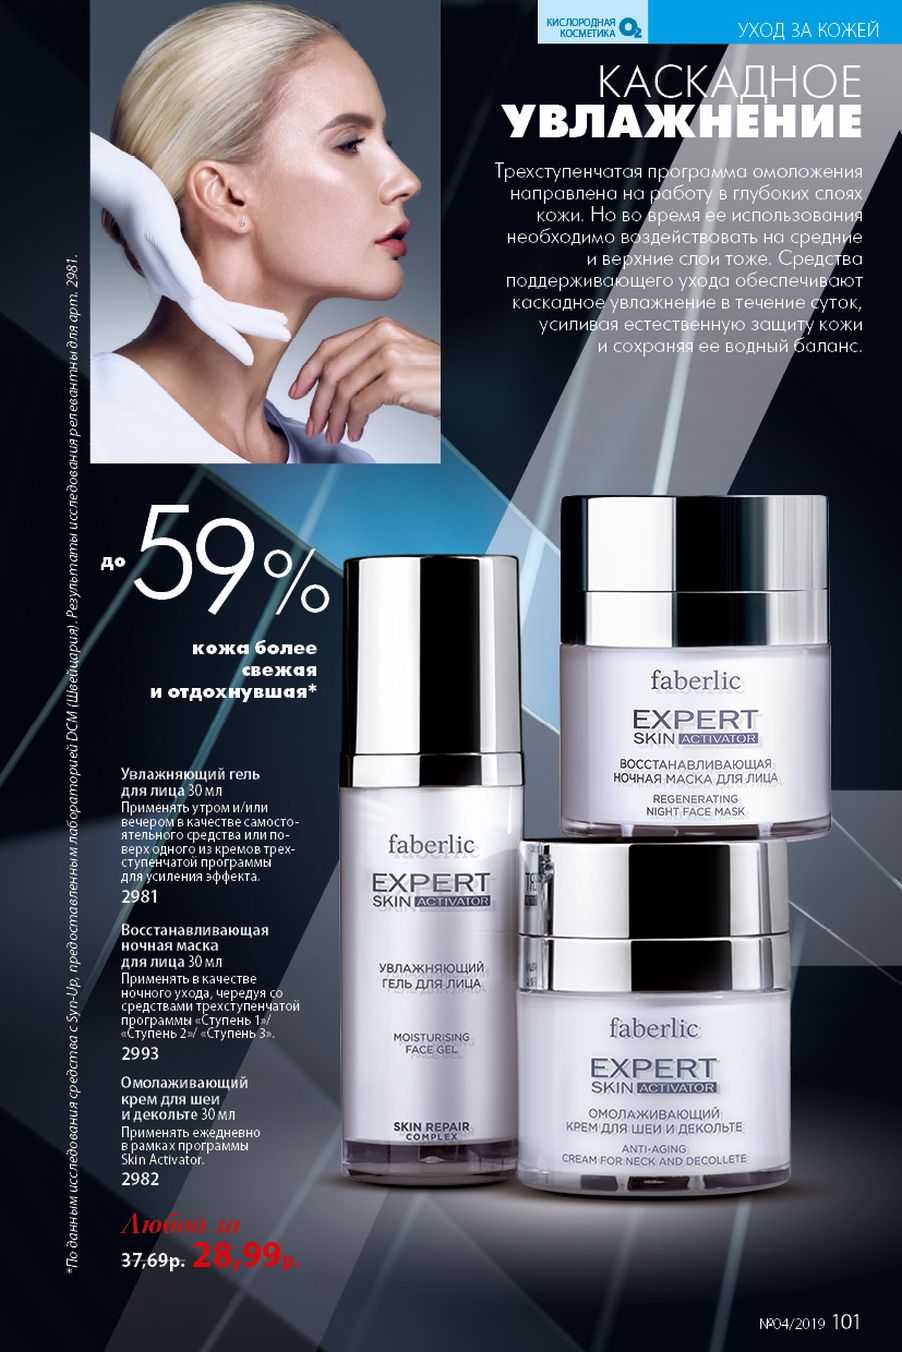 КИСЛОРОДНАЯ
КОСМЕТИКА O2
УХОД ЗА КОЖЕЙ
КАСКАДНОЕ
УВЛАЖНЕНИЕ
Трехступенчатая программа омоложения
направлена на работу в глубоких слоях
кожи. Но во время ее использования
необходимо воздействовать на средние
и верхние слои тоже. Средства
поддерживающего ухода обеспечивают
каскадное увлажнение в течение суток,
усиливая естественную защиту кожи
и сохраняя ее водный баланс.
*По данным исследования средства с Syn-Up, предоставленным лабораторией DCM (Швейцария). Результаты исследования релевантны для арт. 2981.
до 59%
кожа более
свежая
и отдохнувшая*
Увлажняющий гель
для лица 30 мл
Применять утром и/или
вечером в качестве самосто-
ятельного средства или по-
верх одного из кремов трех-
ступенчатой программы
для усиления эффекта.
2981
Восстанавливающая
ночная маска
для лица 30 мл
Применять в качестве
ночного ухода, чередуя со
средствами трехступенчатой
программы «Ступень 1»/
«Ступень 2»/ «Ступень 3».
2993
Омолаживающий
крем для шеи
и декольте 30 мл
Применять ежедневно
в рамках программы
Skin Activator.
2982
Любой за
37,69р. 28,99р.
faberlic
EXPERT
SKIN ACTIVATOR
УВЛАЖНЯЮЩИЙ
ГЕЛЬ ДЛЯ ЛИЦА
MOISTURISING
FACE GEL
SKIN REPAIR
COMPLEX
faberlic
EXPERT
SKIN ACTIVATOR
ВОССТАНАВЛИВАЮЩАЯ
НОЧНАЯ МАСКА ДЛЯ ЛИЦА
REGENERATING
NIGHT FACE MASK
faberlic
EXPERT
SKIN ACTIVATOR
ОМОЛАЖИВАЮЩИЙ
КРЕМ ДЛЯ ШЕИ И ДЕКОЛЬТЕ
ANTI-AGING
CREAM FOR NECK AND DECOLLETE
№04/2019 101